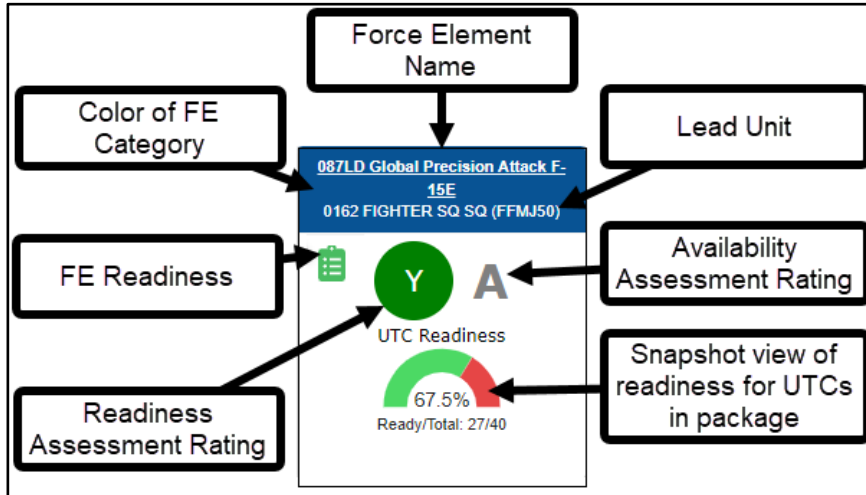 Force Element
Name
Color of FE
Category
Lead Unit
087LD Global Precision Attack F-
15E
0162 FIGHTER SQ SQ (FFMJ50)
FE Readiness
Y
A
Availability
Assessment Rating
UTC Readiness
67.5%
Ready/Total: 27/40
Readiness
Assessment Rating
Snapshot view of
readiness for UTCs
in package